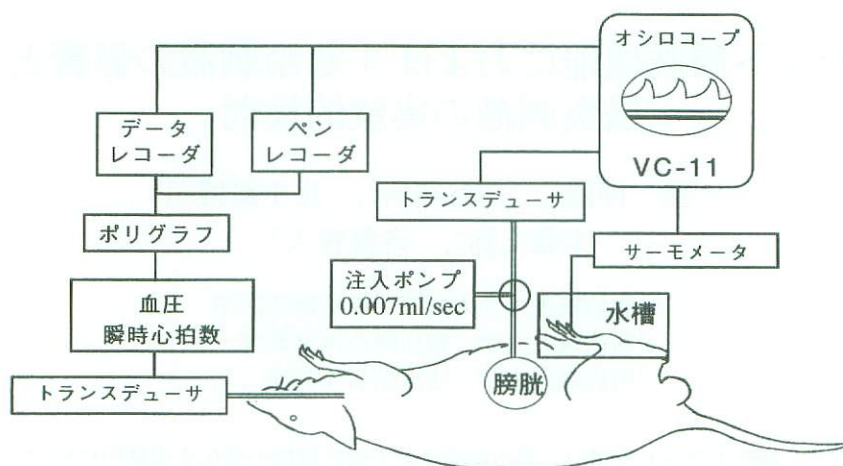 オシロコープ
VC-11
データ
レコーダ
ペン
レコーダ
トランスデューサ
ポリグラフ
サーモメータ
注入ポンプ
0.007ml/sec
水槽
血圧
瞬時心拍数
トランスデューサ
膀胱